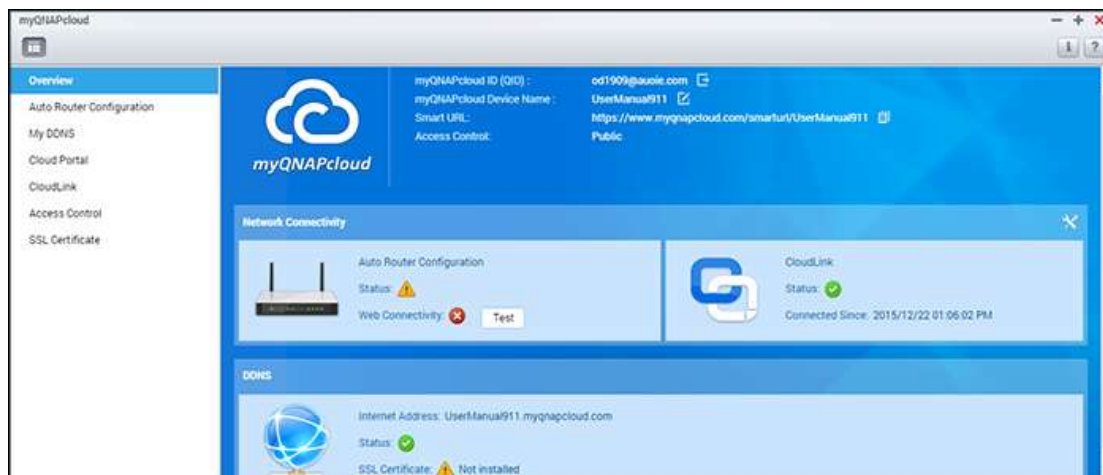 myQNAPcloud
Overview
Auto Router Configuration
My DDNS
Cloud Portal
CloudLink
Access Control
SSL Certificate
myQNAPcloud
myQNAPcloud ID (QID) : od1909@auoie.com
myQNAPcloud Device Name : UserManual911
Smart URL: https://www.myqnapcloud.com/smarturl/UserManual911
Access Control: Public
Network Connectivity
Auto Router Configuration
Status:
Web Connectivity: Test
CloudLink
Status:
Connected Since: 2015/12/22 01:06:02 PM
DDNS
Internet Address: UserManual911.myqnapcloud.com
Status:
SSL Certificate: Not installed